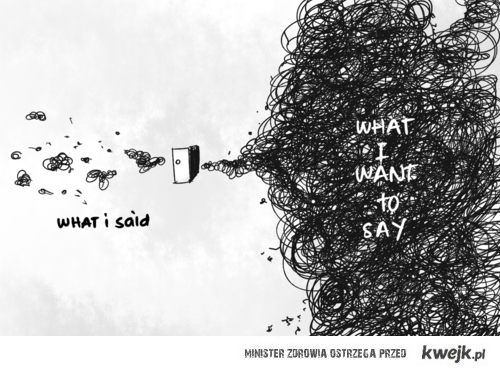 WHAT
I
WANT
to
SAY
WHAT i said
MINISTER ZDROWIA OSTRZEGA PRZED kwejk.pl